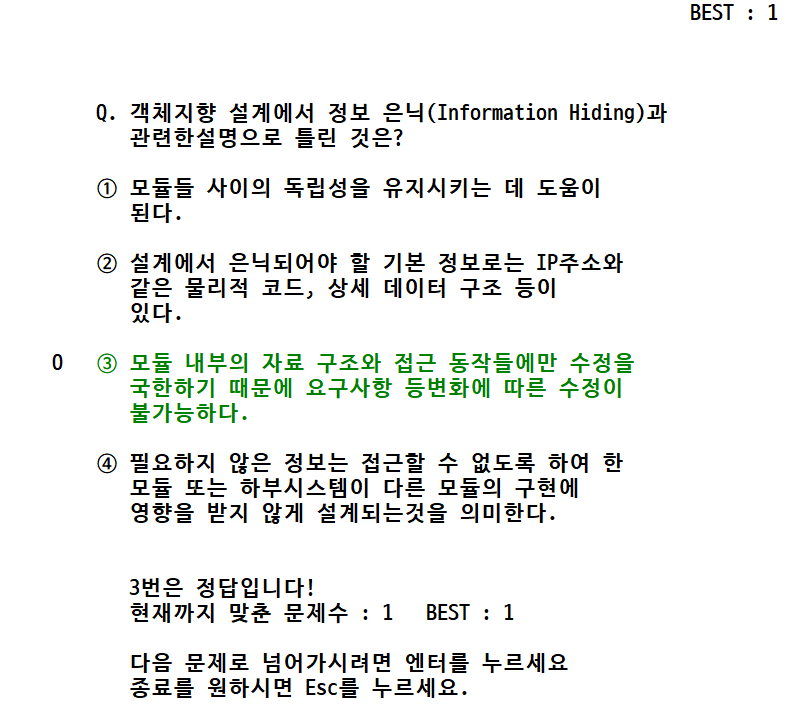 BEST : 1
Q. 객체지향 설계에서 정보 은닉(Information Hiding)과
관련한설명으로 틀린 것은?
① 모듈들 사이의 독립성을 유지시키는 데 도움이
된다.
② 설계에서 은닉되어야 할 기본 정보로는 IP주소와
같은 물리적 코드, 상세 데이터 구조 등이
있다.
O ③ 모듈 내부의 자료 구조와 접근 동작들에만 수정을
국한하기 때문에 요구사항 등변화에 따른 수정이
불가능하다.
④ 필요하지 않은 정보는 접근할 수 없도록 하여 한
모듈 또는 하부시스템이 다른 모듈의 구현에
영향을 받지 않게 설계되는것을 의미한다.
3번은 정답입니다!
현재까지 맞춘 문제수 : 1 BEST : 1
다음 문제로 넘어가시려면 엔터를 누르세요
종료를 원하시면 Esc를 누르세요.